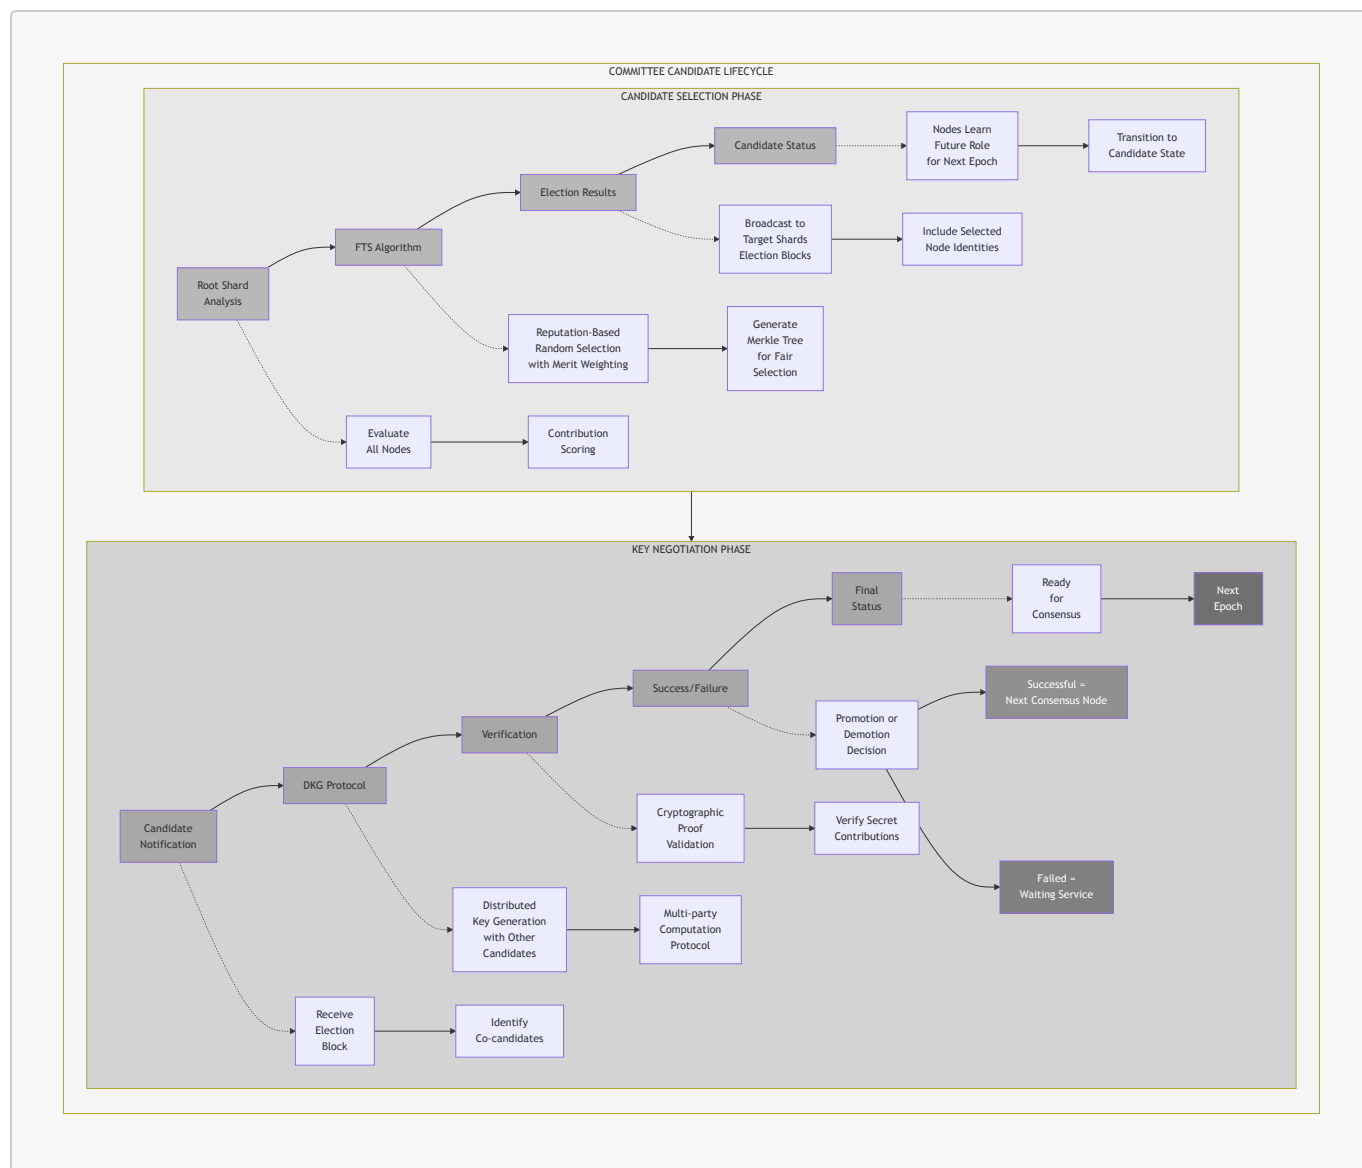 COMMITTEE CANDIDATE LIFECYCLE
CANDIDATE SELECTION PHASE
Candidate Status
Nodes Learn
Future Role
for Next Epoch
Transition to
Candidate State
Election Results
Broadcast to
Target Shards
Election Blocks
Include Selected
Node Identities
FTS Algorithm
Root Shard
Analysis
Reputation-Based
Random Selection
with Merit Weighting
Generate
Merkle Tree
for Fair
Selection
Evaluate
All Nodes
Contribution
Scoring
KEY NEGOTIATION PHASE
Final
Status
Ready
for
Consensus
Next
Epoch
Success/Failure
Successful =
Next Consensus Node
Promotion or
Demotion
Decision
Verification
DKG Protocol
Candidate
Notification
Cryptographic
Proof
Validation
Verify Secret
Contributions
Failed =
Waiting Service
Distributed
Key Generation
with Other
Candidates
Multi-party
Computation
Protocol
Receive
Election
Block
Identify
Co-candidates